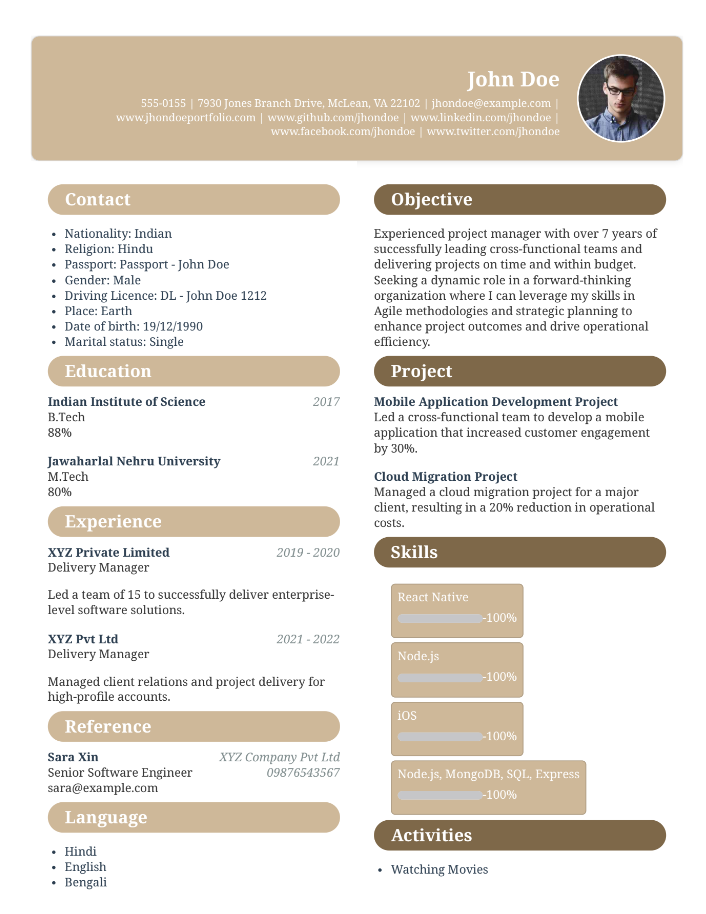 John Doe
555-0155 | 7930 Jones Branch Drive, McLean, VA 22102 | jhondoe@example.com |
www.jhondoeportfolio.com | www.github.com/jhondoe | www.linkedin.com/jhondoe |
www.facebook.com/jhondoe | www.twitter.com/jhondoe
Contact
• Nationality: Indian
• Religion: Hindu
• Passport: Passport - John Doe
• Gender: Male
• Driving Licence: DL - John Doe 1212
• Place: Earth
• Date of birth: 19/12/1990
• Marital status: Single
Education
Indian Institute of Science 2017
B.Tech
88%
Jawaharlal Nehru University 2021
M.Tech
80%
Experience
XYZ Private Limited 2019 - 2020
Delivery Manager
Led a team of 15 to successfully deliver enterprise-
level software solutions.
XYZ Pvt Ltd 2021 - 2022
Delivery Manager
Managed client relations and project delivery for
high-profile accounts.
Reference
Sara Xin XYZ Company Pvt Ltd
Senior Software Engineer 09876543567
sara@example.com
Language
• Hindi
• English
• Bengali
Objective
Experienced project manager with over 7 years of
successfully leading cross-functional teams and
delivering projects on time and within budget.
Seeking a dynamic role in a forward-thinking
organization where I can leverage my skills in
Agile methodologies and strategic planning to
enhance project outcomes and drive operational
efficiency.
Project
Mobile Application Development Project
Led a cross-functional team to develop a mobile
application that increased customer engagement
by 30%.
Cloud Migration Project
Managed a cloud migration project for a major
client, resulting in a 20% reduction in operational
costs.
Skills
React Native
-100%
Node.js
-100%
iOS
-100%
Node.js, MongoDB, SQL, Express
-100%
Activities
• Watching Movies